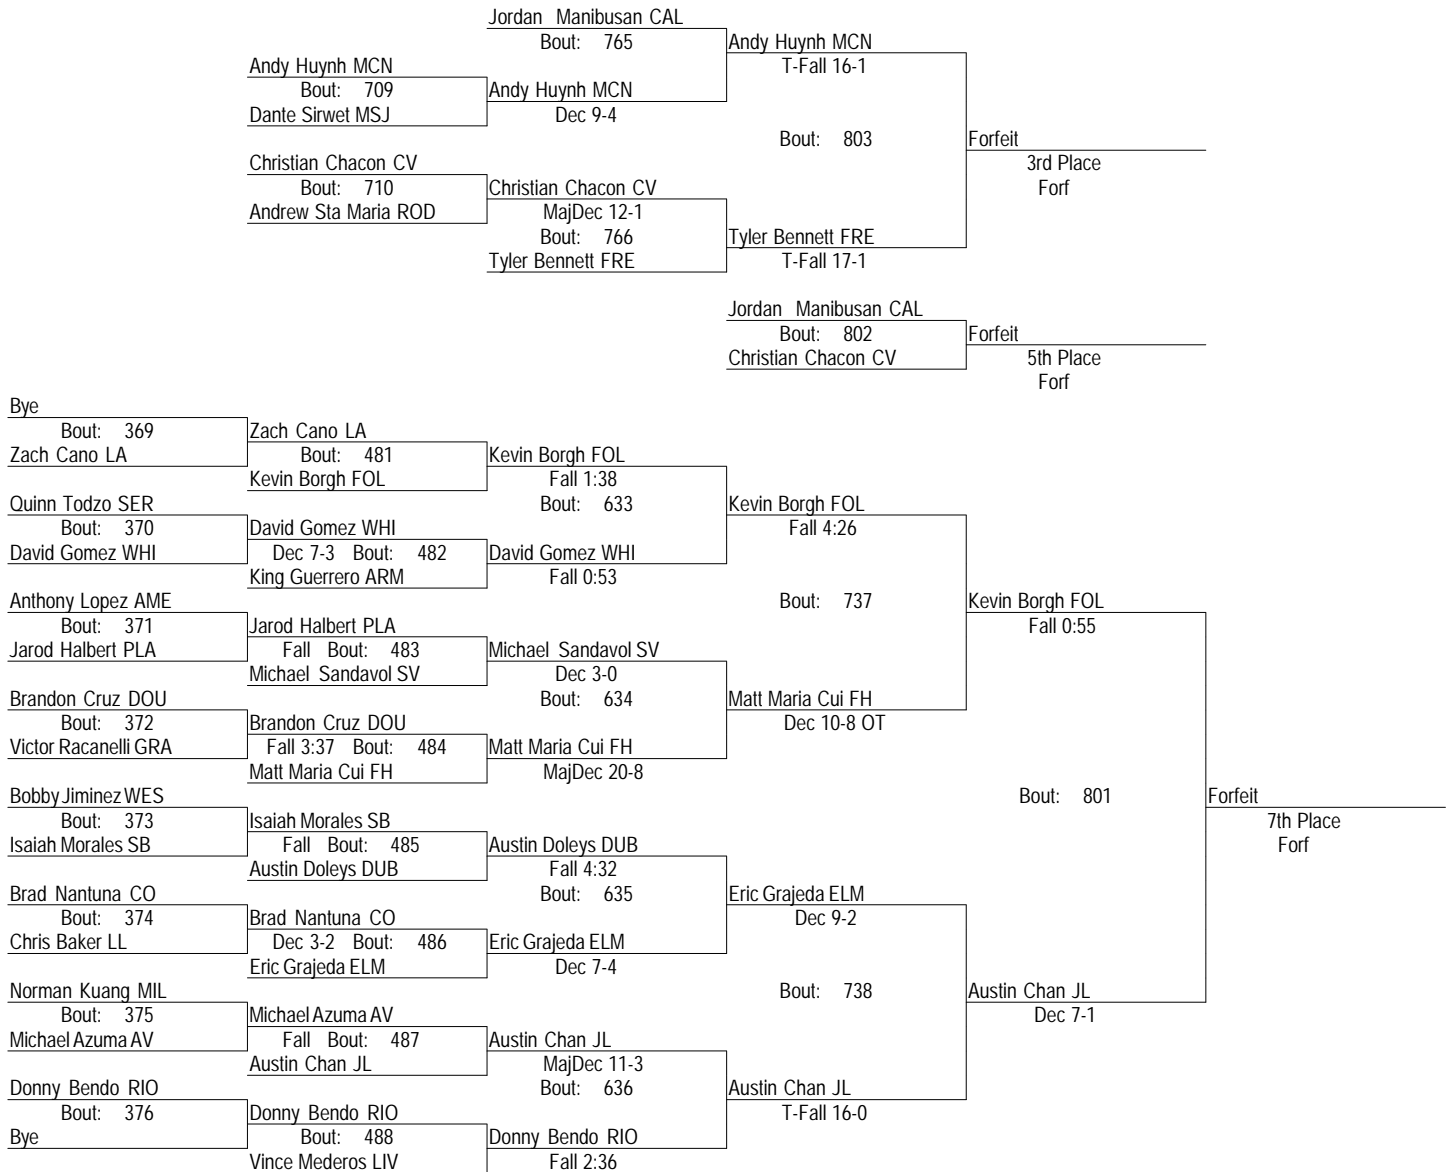 Jordan Manibusan CAL
Bout: 765 Andy Huynh MCN
Andy Huynh MCN T-Fall 16-1
Bout: 709 Andy Huynh MCN
Dante Sirwet MSJ Dec 9-4
Bout: 803 Forfeit
Christian Chacon CV 3rd Place
Bout: 710 Christian Chacon CV Forf
Andrew Sta Maria ROD MajDec 12-1
Bout: 766 Tyler Bennett FRE
Tyler Bennett FRE T-Fall 17-1
Jordan Manibusan CAL
Bout: 802 Forfeit
Christian Chacon CV 5th Place
Forf
Bye
Bout: 369 Zach Cano LA
Zach Cano LA Bout: 481 Kevin Borgh FOL
Kevin Borgh FOL Fall 1:38
Quinn Todzo SER Bout: 633 Kevin Borgh FOL
Bout: 370 David Gomez WHI Fall 4:26
David Gomez WHI Dec 7-3 Bout: 482 David Gomez WHI
King Guerrero ARM Fall 0:53
Anthony Lopez AME Bout: 737 Kevin Borgh FOL
Bout: 371 Jarod Halbert PLA Fall 0:55
Jarod Halbert PLA Fall Bout: 483 Michael Sandavol SV
Michael Sandavol SV Dec 3-0
Brandon Cruz DOU Bout: 634 Matt Maria Cui FH
Bout: 372 Brandon Cruz DOU Dec 10-8 OT
Victor Racanelli GRA Fall 3:37 Bout: 484 Matt Maria Cui FH
Matt Maria Cui FH MajDec 20-8
Bobby Jiminez WES Bout: 801 Forfeit
Bout: 373 Isaiah Morales SB 7th Place
Isaiah Morales SB Fall Bout: 485 Austin Doleys DUB Forf
Austin Doleys DUB Fall 4:32
Brad Nantuna CO Bout: 635 Eric Grajeda ELM
Bout: 374 Brad Nantuna CO Dec 9-2
Chris Baker LL Dec 3-2 Bout: 486 Eric Grajeda ELM
Eric Grajeda ELM Dec 7-4
Norman Kuang MIL Bout: 738 Austin Chan JL
Bout: 375 Michael Azuma AV Dec 7-1
Michael Azuma AV Fall Bout: 487 Austin Chan JL
Austin Chan JL MajDec 11-3
Donny Bendo RIO Bout: 636 Austin Chan JL
Bout: 376 Donny Bendo RIO T-Fall 16-0
Bye Bout: 488 Donny Bendo RIO
Vince Mederos LIV Fall 2:36